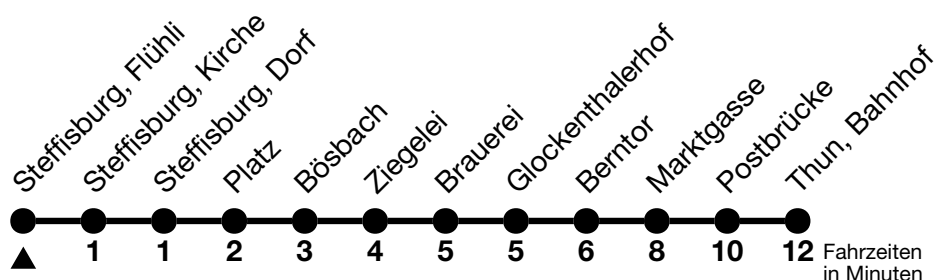 Steffisburg, Flühli
Steffisburg, Kirche
Steffisburg, Dorf
Platz
Bösbach
Ziegelei
Brauerei
Glockenthalerhof
Berntor
Marktgasse
Postbrücke
Thun, Bahnhof
1 1 2 3 4 5 5 6 8 10 12 Fahrzeiten
in Minuten